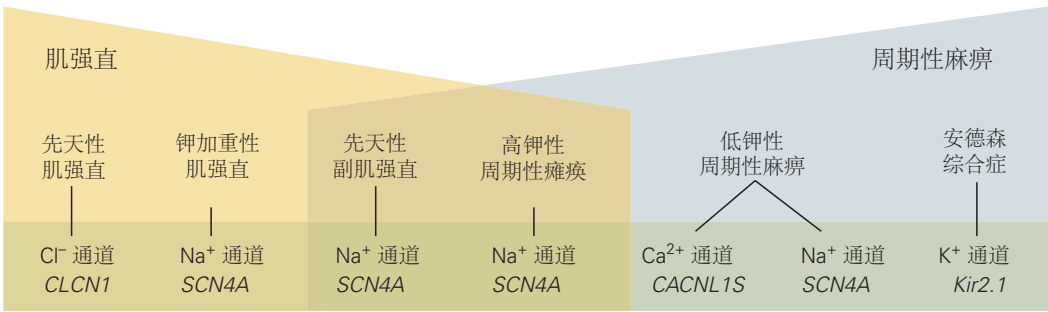 肌强直
周期性麻痹
先天性
肌强直
钾加重性
肌强直
先天性
副肌强直
高钾性
周期性瘫痪
低钾性
周期性麻痹
安德森
综合症
Cl⁻ 通道
CLCN1
Na⁺ 通道
SCN4A
Na⁺ 通道
SCN4A
Na⁺ 通道
SCN4A
Ca²⁺ 通道
CACNL1S
Na⁺ 通道
SCN4A
K⁺ 通道
Kir2.1